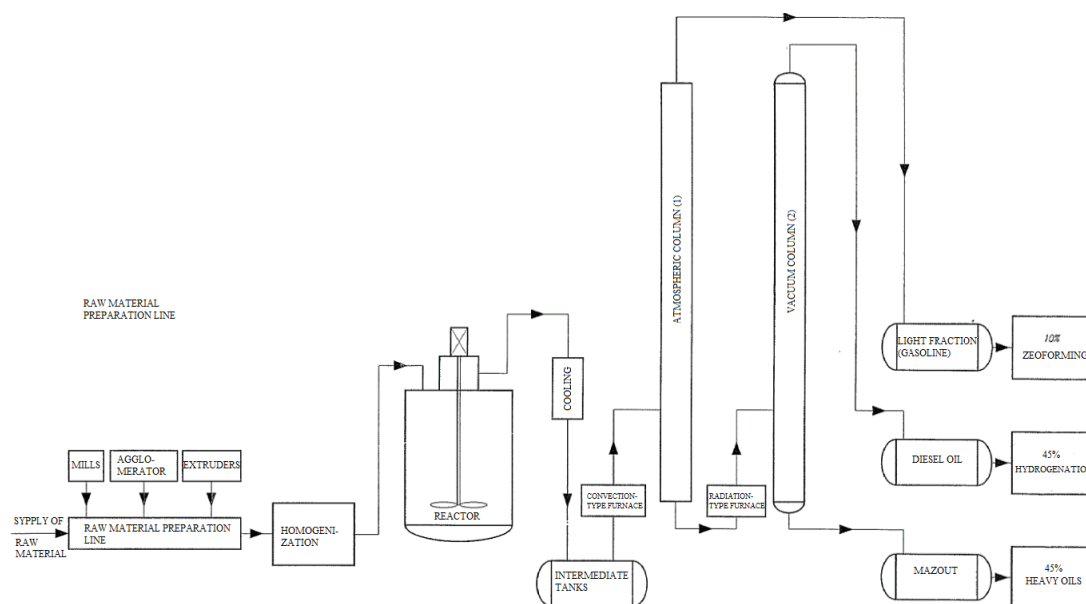 RAW MATERIAL
PREPARATION LINE
MILLS
AGGLO-
MERATOR
EXTRUDERS
SYPPLY OF
RAW
MATERIAL
RAW MATERIAL PREPARATION
LINE
HOMOGENI-
ZATION
REACTOR
COOLING
INTERMEDIATE
TANKS
CONVECTION-
TYPE FURNACE
ATMOSPHERIC COLUMN (1)
RADIATION-
TYPE FURNACE
VACUUM COLUMN (2)
LIGHT FRACTION
(GASOLINE)
10%
ZEOFORMING
DIESEL OIL
45%
HYDROGENATION
MAZOUT
45%
HEAVY OILS